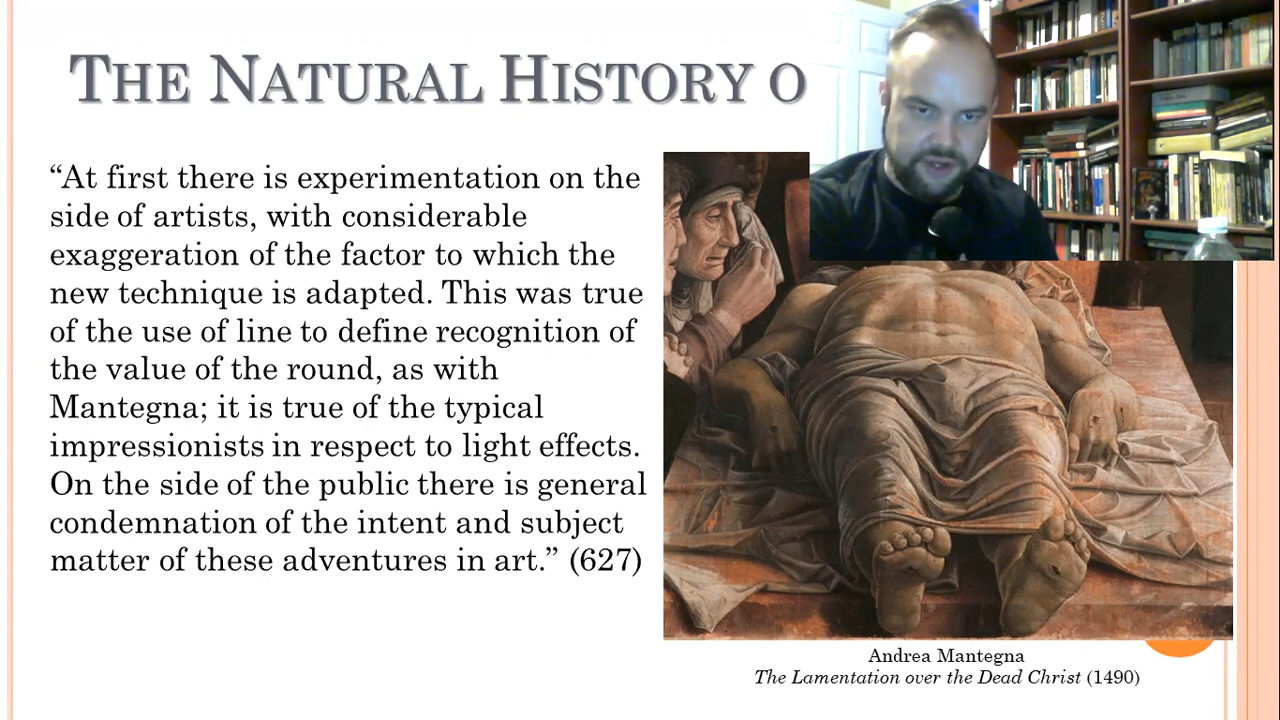 THE NATURAL HISTORY O
“At first there is experimentation on the
side of artists, with considerable
exaggeration of the factor to which the
new technique is adapted. This was true
of the use of line to define recognition of
the value of the round, as with
Mantegna; it is true of the typical
impressionists in respect to light effects.
On the side of the public there is general
condemnation of the intent and subject
matter of these adventures in art.” (627)
Andrea Mantegna
The Lamentation over the Dead Christ (1490)